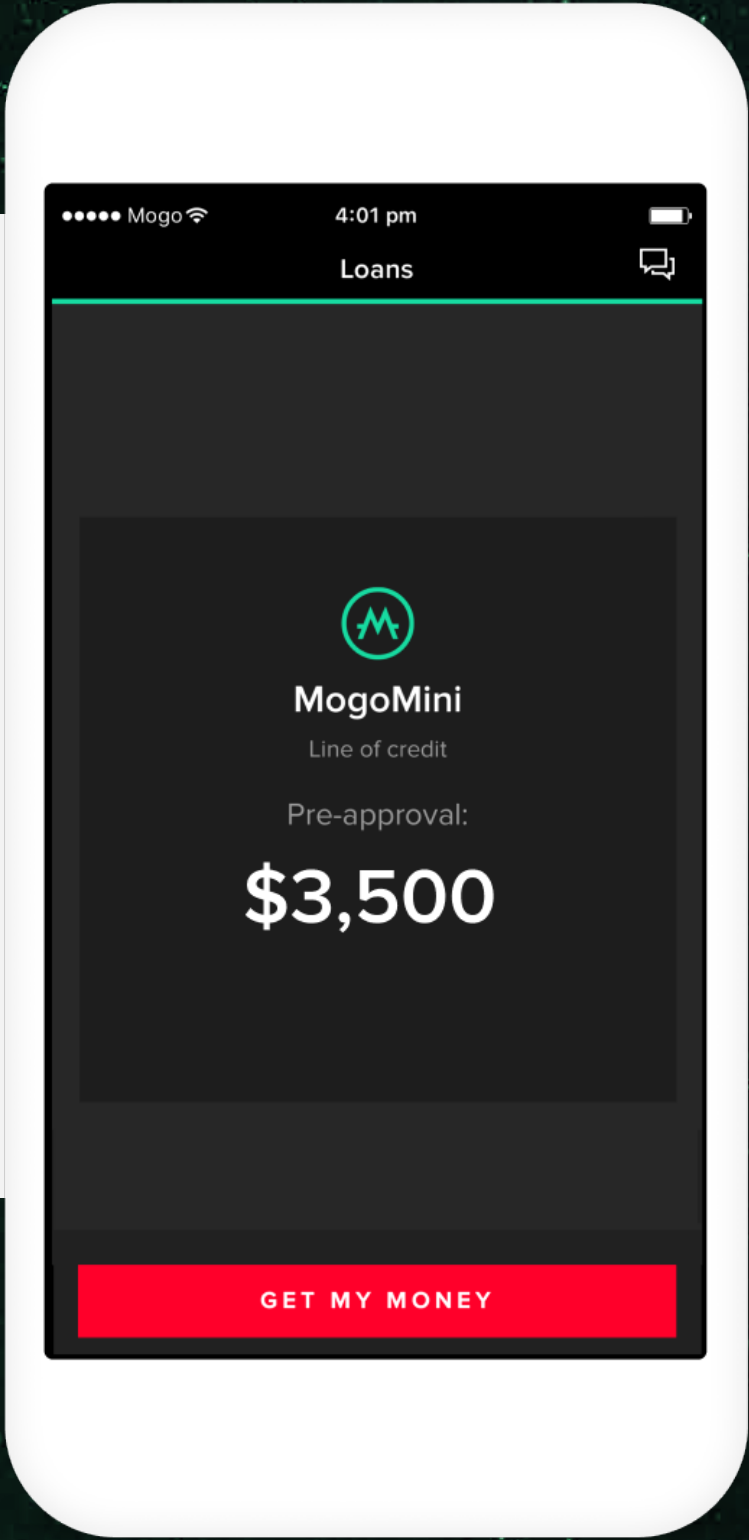 Mogo 4:01 pm
Loans
MogoMini
Line of credit
Pre-approval:
$3,500
GET MY MONEY